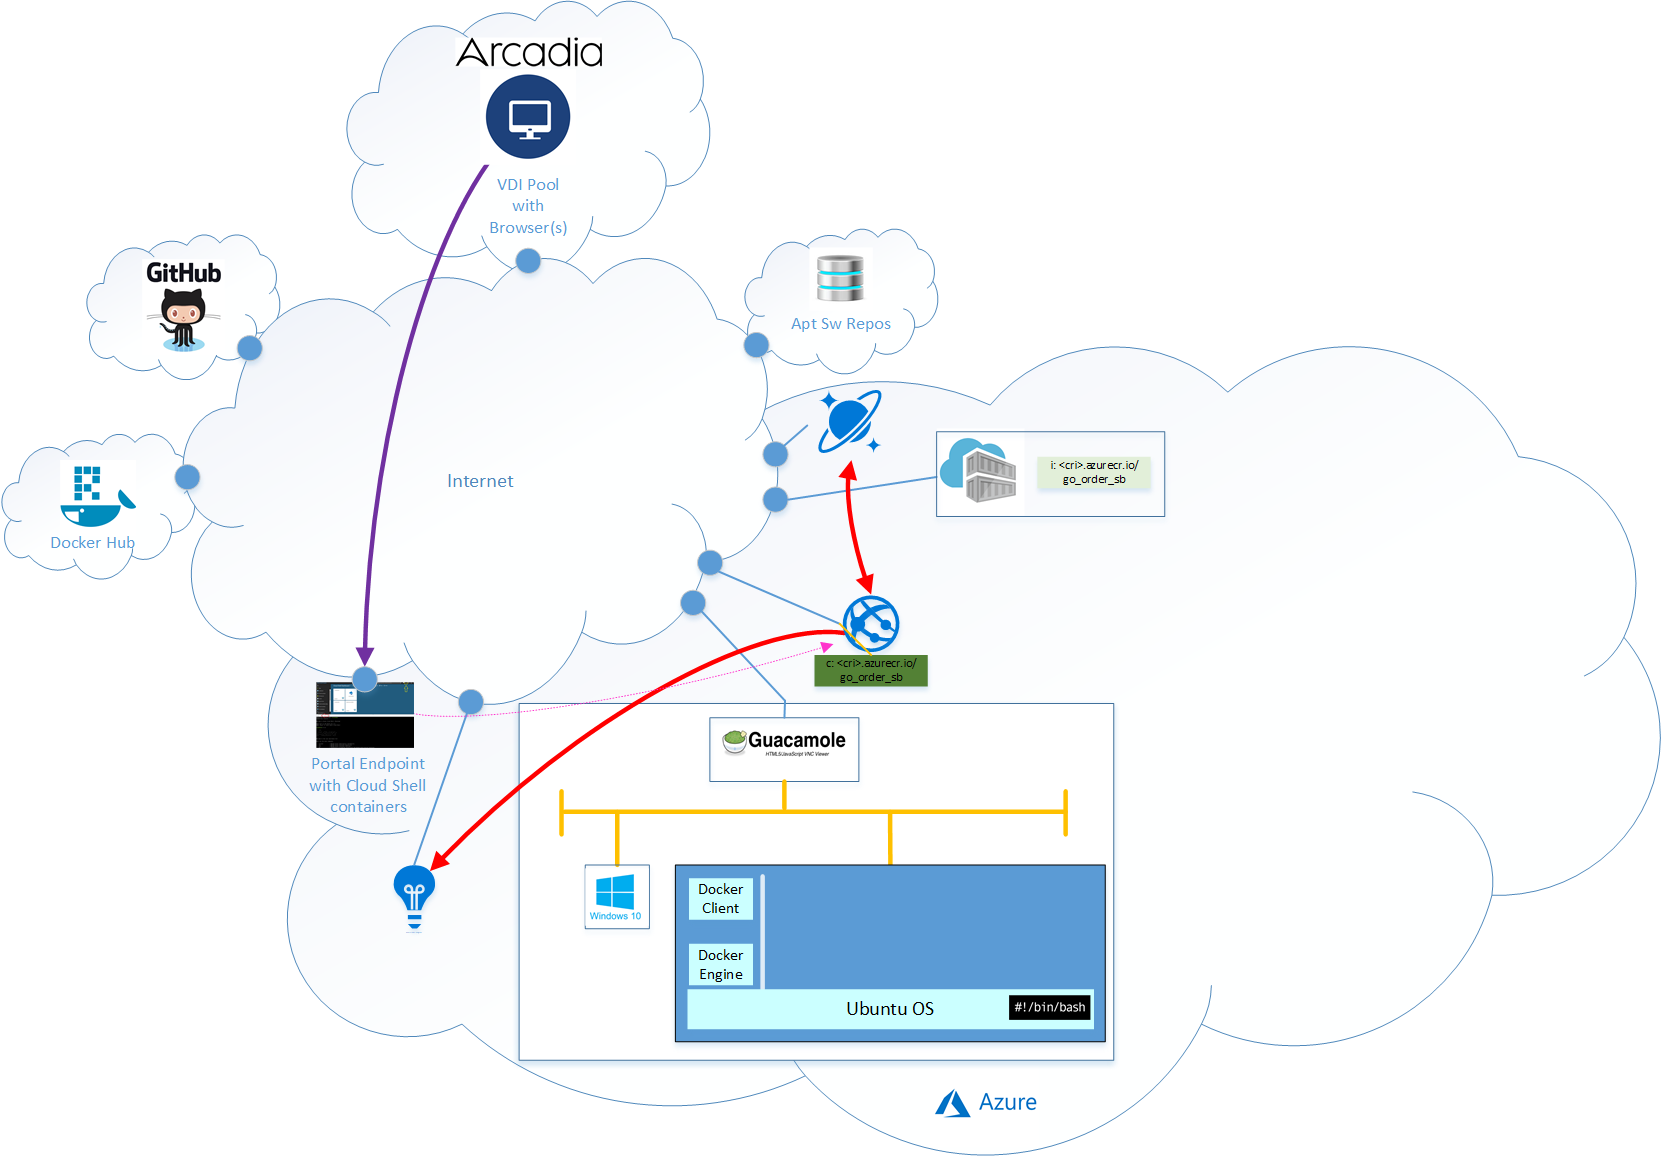 Arcadia
VDI Pool
with
Browser(s)
GitHub
Apt Sw Repos
Internet
i: <cri>.azurecr.io/
go_order_sb
Docker Hub
c: <cri>.azurecr.io/
go_order_sb
Portal Endpoint
with Cloud Shell
containers
Guacamole
HTML5/JavaScript VNC Viewer
Windows 10
Docker
Client
Docker
Engine
Ubuntu OS
#!/bin/bash
Azure